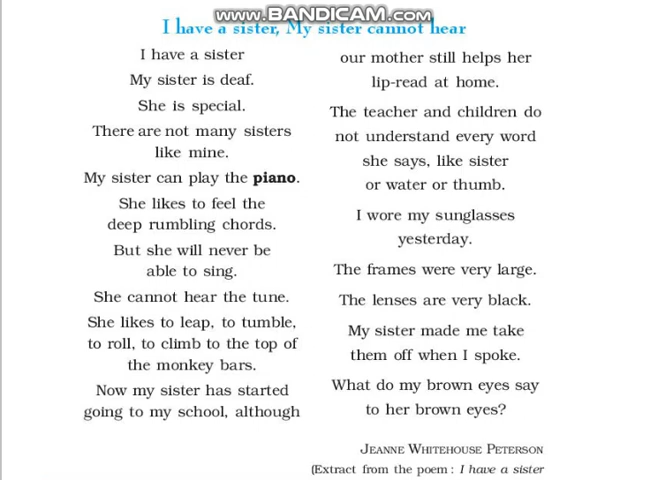 www.BANDICAM.com
I have a sister, My sister cannot hear
I have a sister
My sister is deaf.
She is special.
There are not many sisters
like mine.
My sister can play the piano.
She likes to feel the
deep rumbling chords.
But she will never be
able to sing.
She cannot hear the tune.
She likes to leap, to tumble,
to roll, to climb to the top of
the monkey bars.
Now my sister has started
going to my school, although
our mother still helps her
lip-read at home.
The teacher and children do
not understand every word
she says, like sister
or water or thumb.
I wore my sunglasses
yesterday.
The frames were very large.
The lenses are very black.
My sister made me take
them off when I spoke.
What do my brown eyes say
to her brown eyes?
JEANNE WHITEHOUSE PETERSON
(Extract from the poem : I have a sister